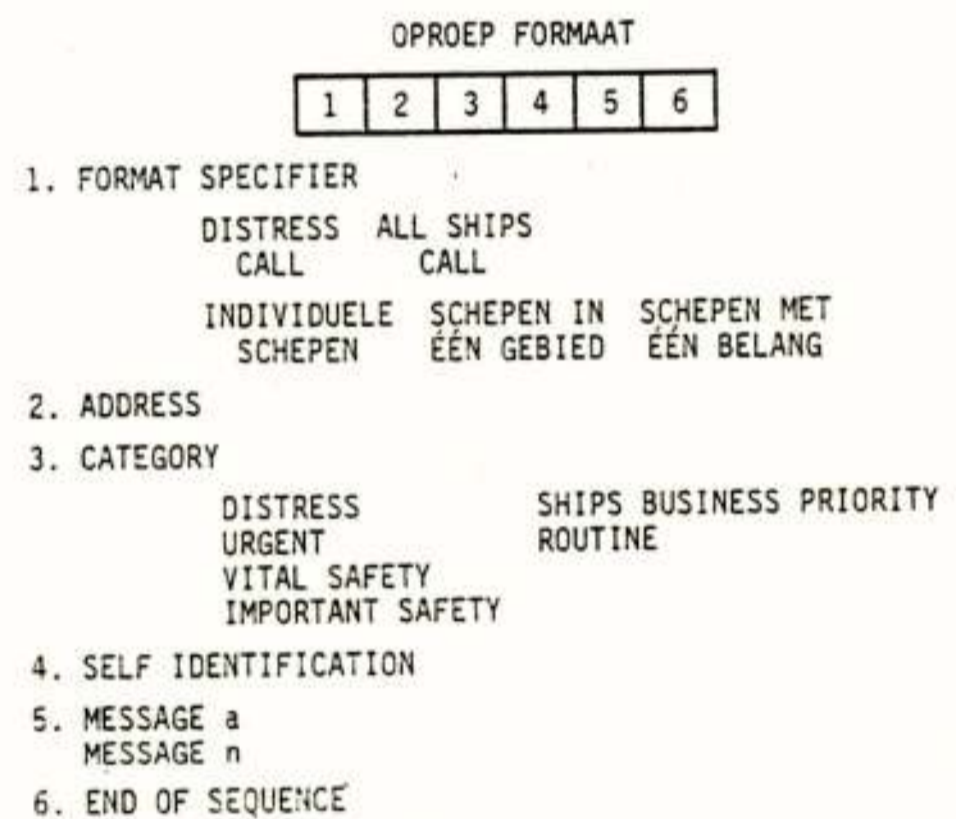 OPROEP FORMAAT
1 2 3 4 5 6
1. FORMAT SPECIFIER
DISTRESS ALL SHIPS
CALL CALL
INDIVIDUELE SCHEPEN IN SCHEPEN MET
SCHEPEN ÉÉN GEBIED ÉÉN BELANG
2. ADDRESS
3. CATEGORY
DISTRESS SHIPS BUSINESS PRIORITY
URGENT ROUTINE
VITAL SAFETY
IMPORTANT SAFETY
4. SELF IDENTIFICATION
5. MESSAGE a
MESSAGE n
6. END OF SEQUENCE